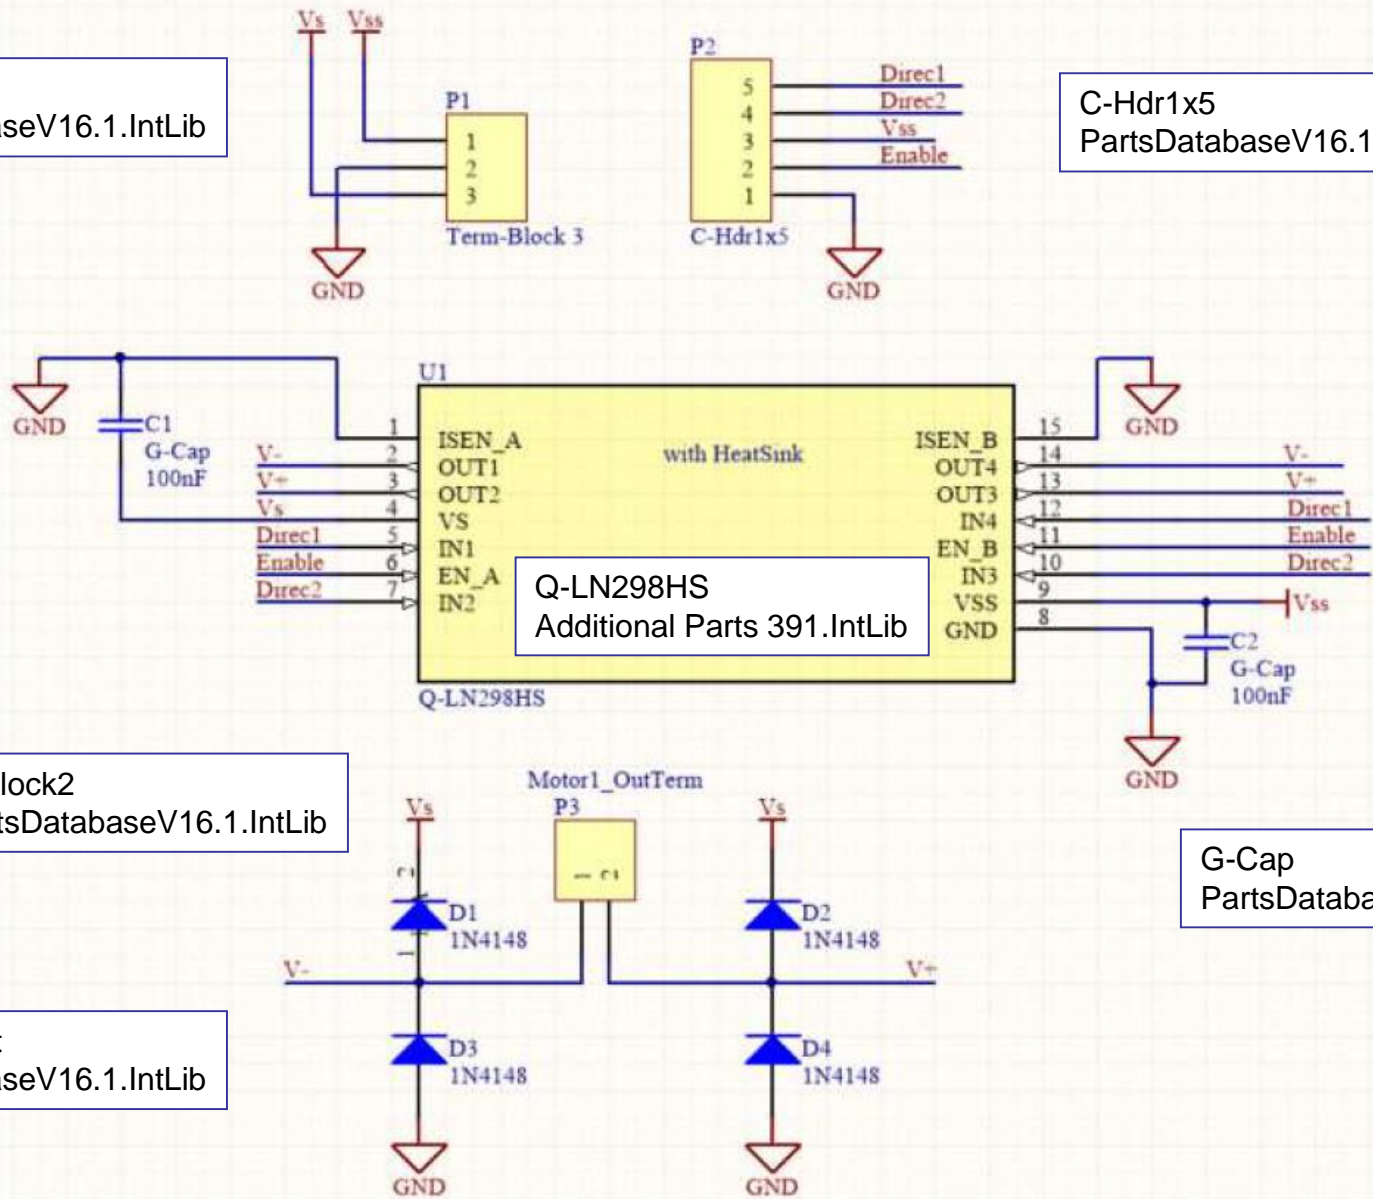 Vs Vss
P1
1
2
3
Term-Block 3
GND
P2
5 Direc1
4 Direc2
3 Vss
2 Enable
1
C-Hdr1x5
GND
aseV16.1.IntLib
C-Hdr1x5
PartsDatabaseV16.1
GND
C1
G-Cap
100nF
U1
with HeatSink
1 ISEN_A
V- 2 OUT1
V+ 3 OUT2
Vs 4 VS
Direc1 5 IN1
Enable 6 EN_A
Direc2 7 IN2
ISEN_B 15
OUT4 14 V-
OUT3 13 V+
IN4 12 Direc1
EN_B 11 Enable
IN3 10 Direc2
VSS 9 Vss
GND 8
GND
Q-LN298HS
Additional Parts 391.IntLib
Q-LN298HS
C2
G-Cap
100nF
GND
lock2
tsDatabaseV16.1.IntLib
Motor1_OutTerm
P3
1 2
Vs
2
D1
1N4148
1
V-
D3
1N4148
GND
Vs
D2
1N4148
V+
D4
1N4148
GND
G-Cap
PartsDataba
aseV16.1.IntLib